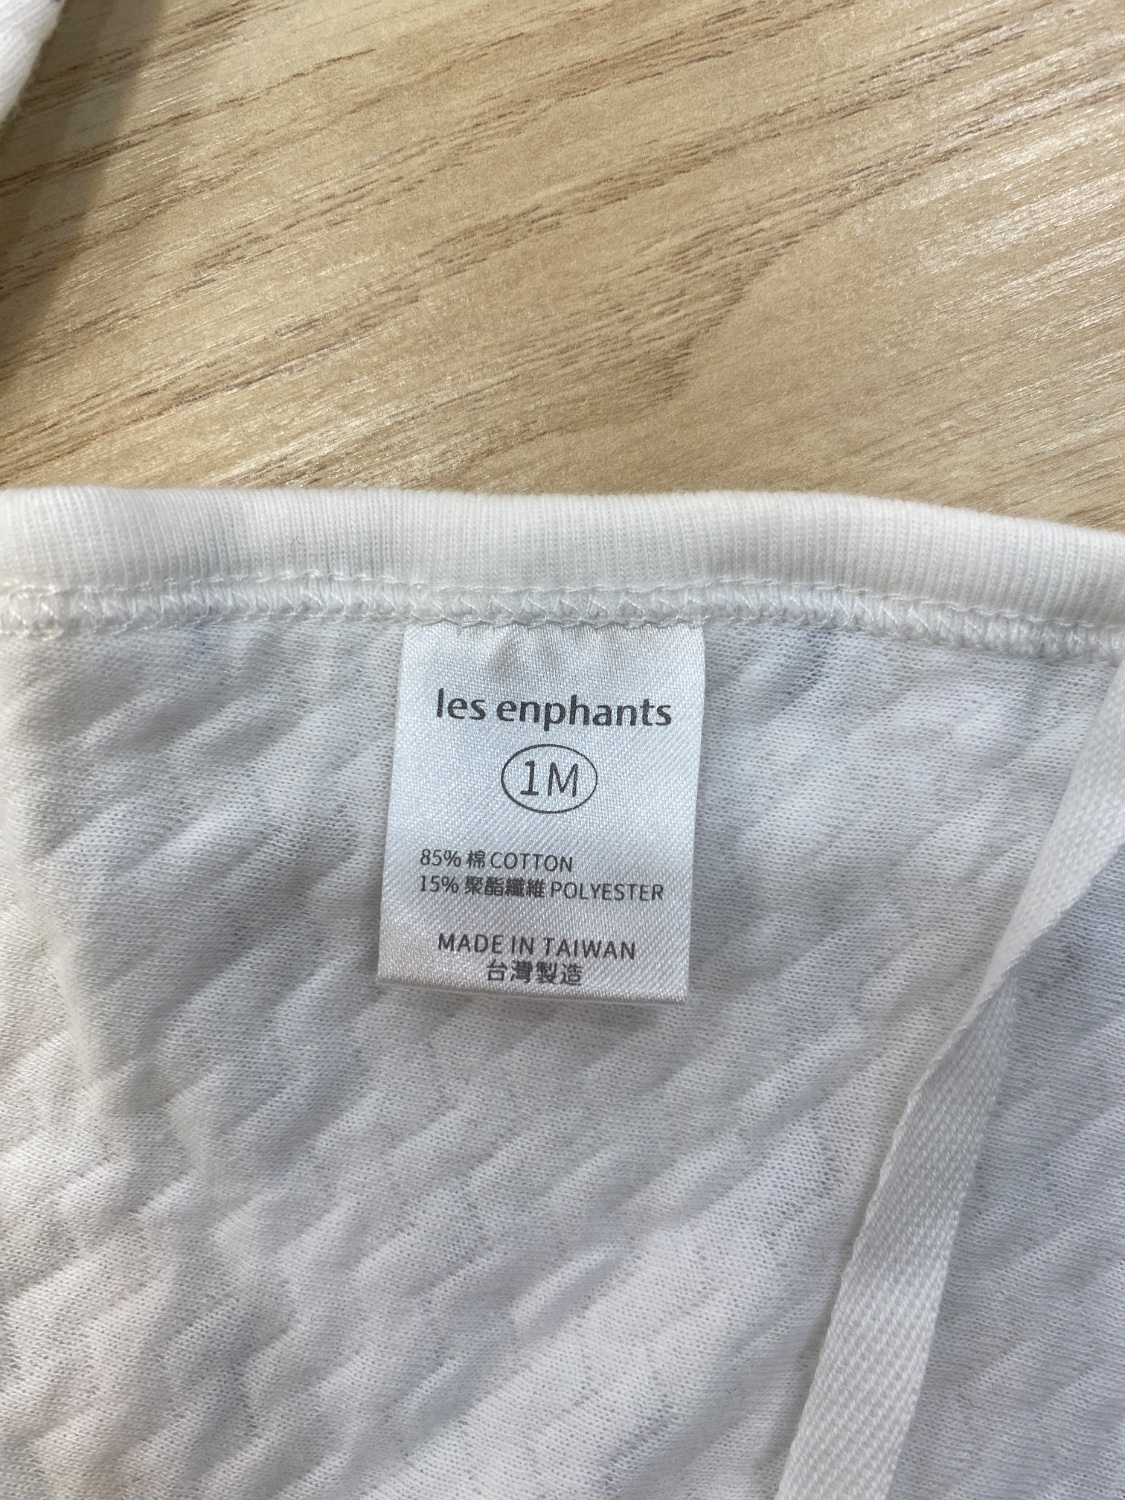 les enphants
1M
85% 棉 COTTON
15% 聚酯纖維 POLYESTER
MADE IN TAIWAN
台灣製造